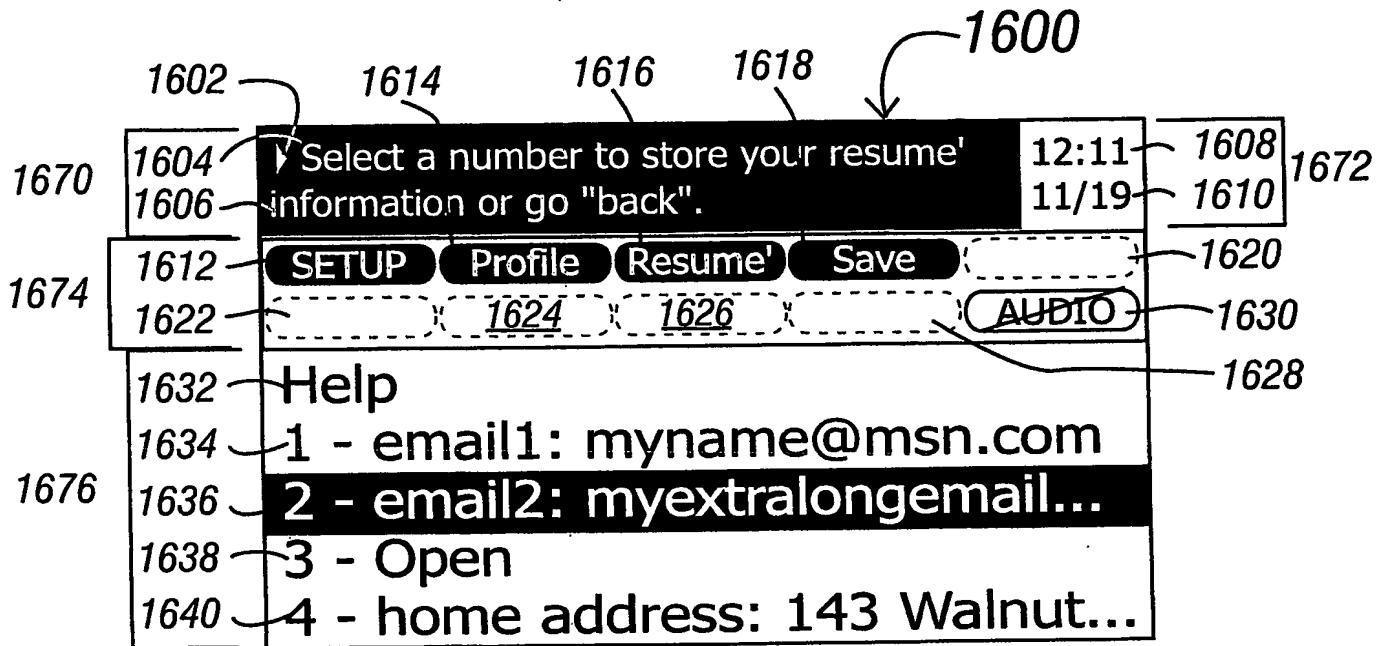 1600
1602 1614 1616 1618
1670 1604 Select a number to store your resume' 12:11 1608 1672
1606 information or go "back". 11/19 1610
1674 1612 SETUP Profile Resume' Save 1620
1622 1624 1626 AUDIO 1630
1628
1632 Help
1634 1 - email1: myname@msn.com
1676 1636 2 - email2: myextralongemail...
1638 3 - Open
1640 4 - home address: 143 Walnut...